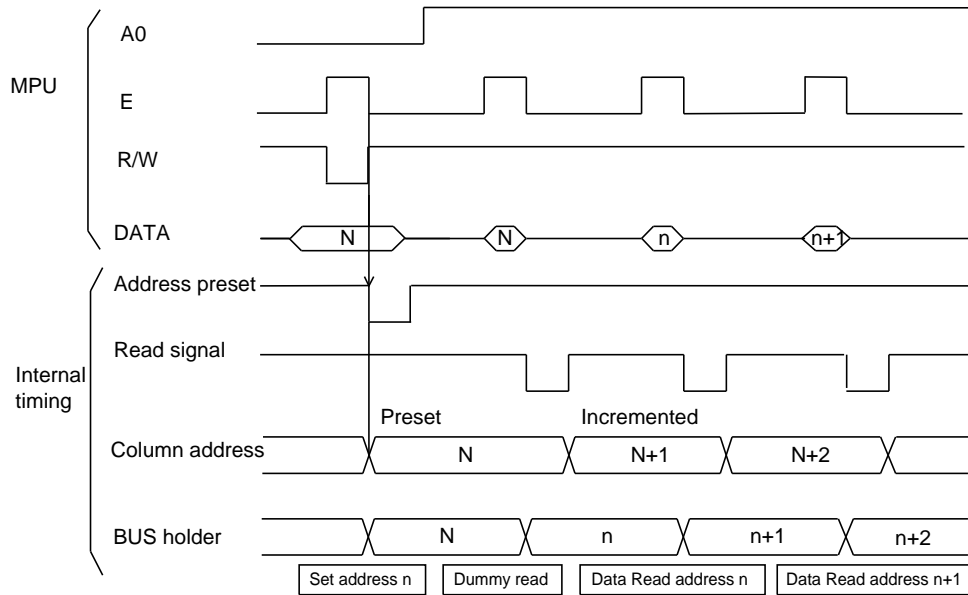 MPU
A0
E
R/W
DATA
N
N
n
n+1
Internal
timing
Address preset
Read signal
Preset
Incremented
Column address
N
N+1
N+2
BUS holder
N
n
n+1
n+2
Set address n
Dummy read
Data Read address n
Data Read address n+1